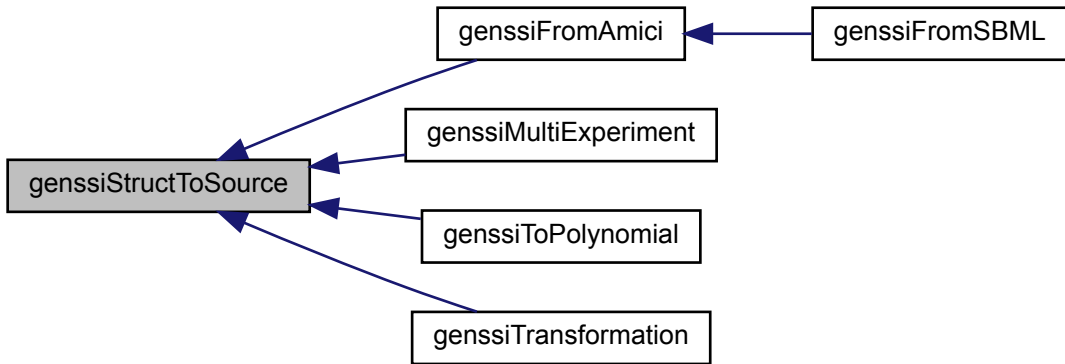 genssiFromAmici
genssiFromSBML
genssiMultiExperiment
genssiStructToSource
genssiToPolynomial
genssiTransformation